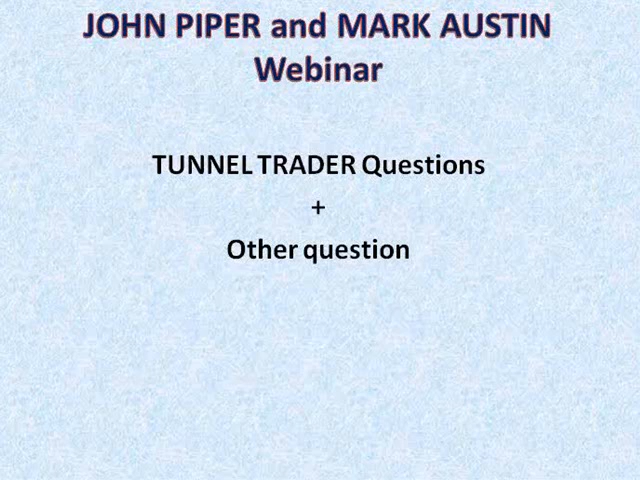 JOHN PIPER and MARK AUSTIN
Webinar
TUNNEL TRADER Questions
+
Other question